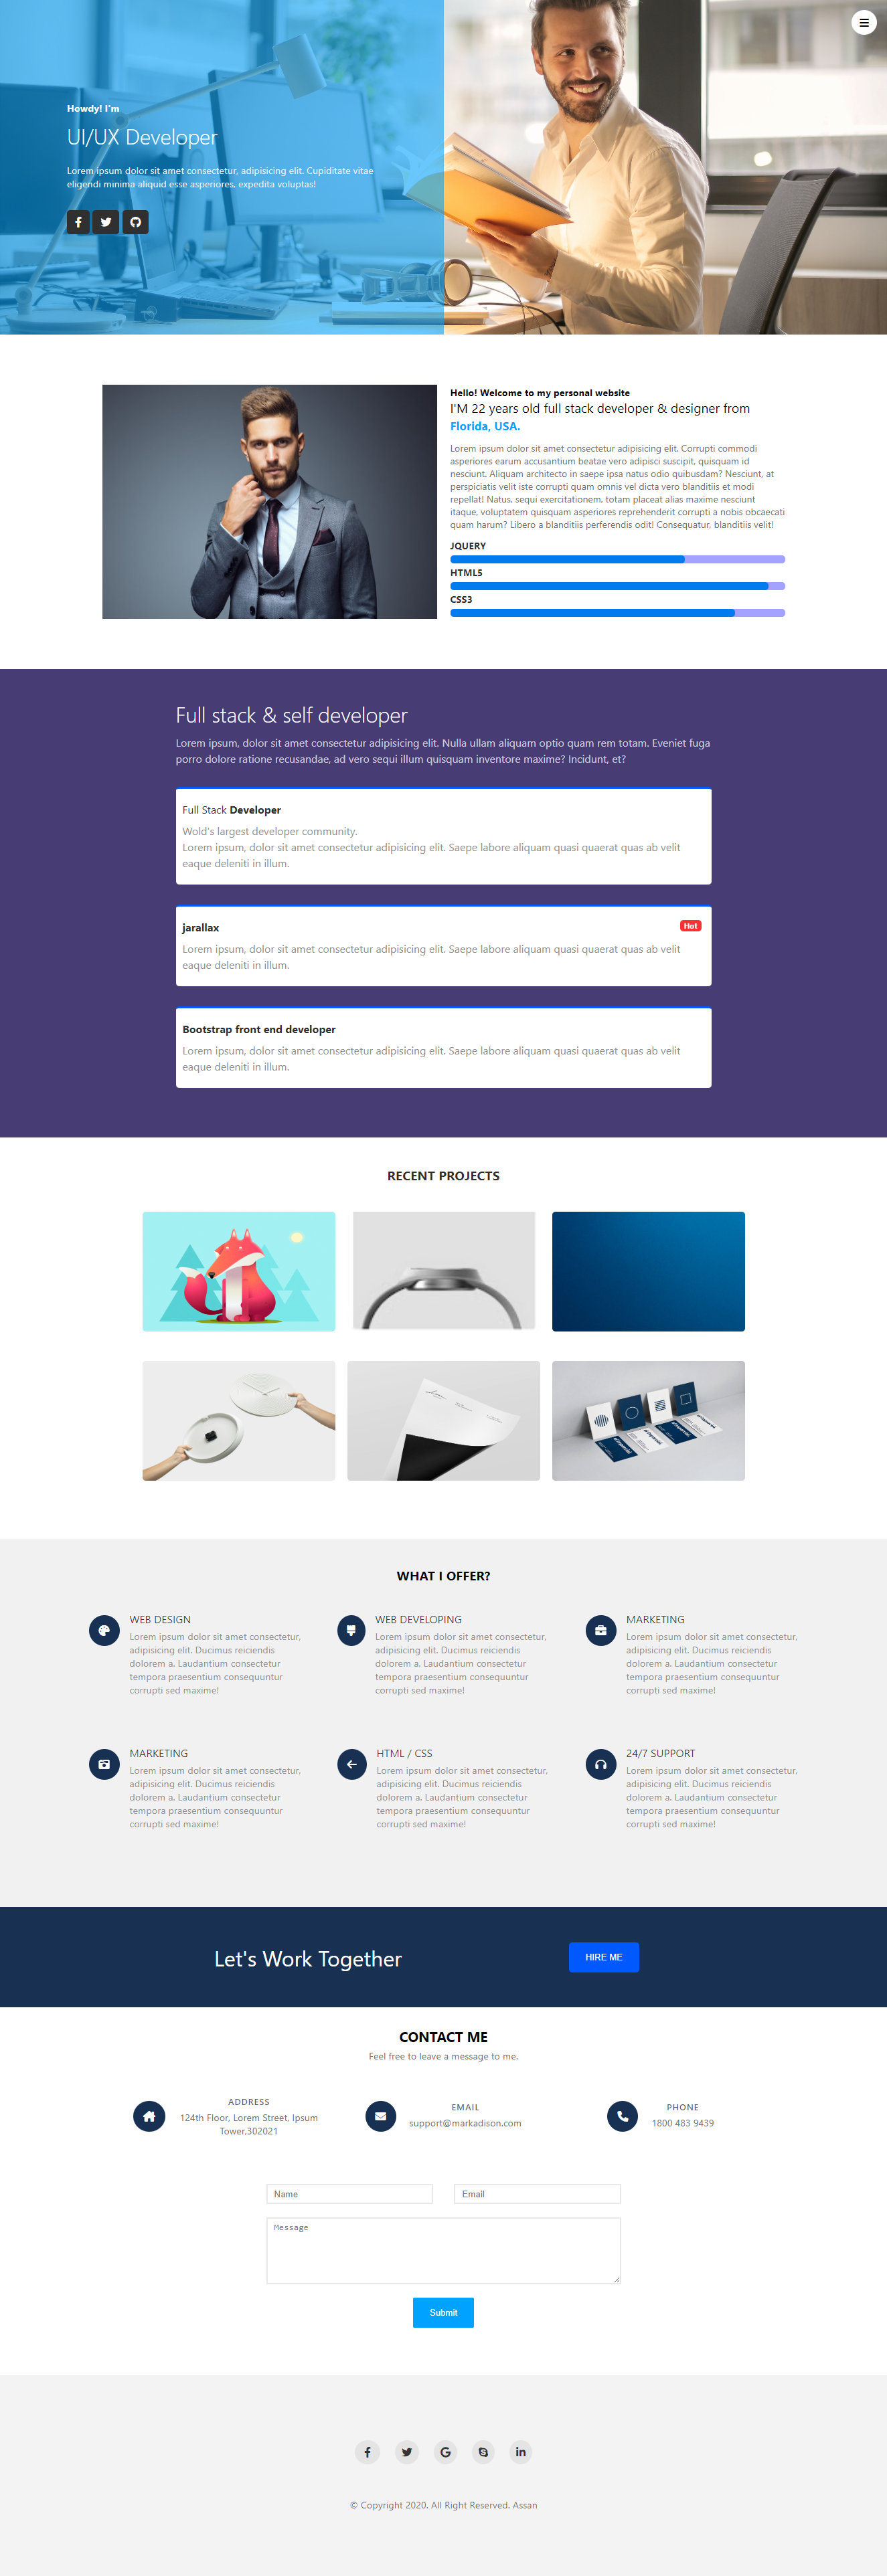 Howdy! I'm
UI/UX Developer
Lorem ipsum dolor sit amet consectetur, adipisicing elit. Cupiditate vitae
eligendi minima aliquid esse asperiores, expedita voluptas!
Hello! Welcome to my personal website
I'M 22 years old full stack developer & designer from
Florida, USA.
Lorem ipsum dolor sit amet consectetur adipisicing elit. Corrupti commodi
asperiores earum accusantium beatae vero adipisci suscipit, quisquam id
nesciunt. Aliquam architecto in saepe ipsa natus odio quibusdam? Nesciunt, at
perspiciatis velit iste corrupti quam omnis vel dicta vero blanditiis et modi
repellat! Natus, sequi exercitationem, totam placeat alias maxime nesciunt
itaque, voluptatem quisquam asperiores reprehenderit corrupti a nobis obcaecati
quam harum? Libero a blanditiis perferendis odit! Consequatur, blanditiis velit!
JQUERY
HTML5
CSS3
Full stack & self developer
Lorem ipsum, dolor sit amet consectetur adipisicing elit. Nulla ullam aliquam optio quam rem totam. Eveniet fuga
porro dolore ratione recusandae, ad vero sequi illum quisquam inventore maxime? Incidunt, et?
Full Stack Developer
Wold's largest developer community.
Lorem ipsum, dolor sit amet consectetur adipisicing elit. Saepe labore aliquam quasi quaerat quas ab velit
eaque deleniti in illum.
jarallax
Hot
Lorem ipsum, dolor sit amet consectetur adipisicing elit. Saepe labore aliquam quasi quaerat quas ab velit
eaque deleniti in illum.
Bootstrap front end developer
Lorem ipsum, dolor sit amet consectetur adipisicing elit. Saepe labore aliquam quasi quaerat quas ab velit
eaque deleniti in illum.
RECENT PROJECTS
WHAT I OFFER?
WEB DESIGN
Lorem ipsum dolor sit amet consectetur,
adipisicing elit. Ducimus reiciendis
dolorem a. Laudantium consectetur
tempora praesentium consequuntur
corrupti sed maxime!
WEB DEVELOPING
Lorem ipsum dolor sit amet consectetur,
adipisicing elit. Ducimus reiciendis
dolorem a. Laudantium consectetur
tempora praesentium consequuntur
corrupti sed maxime!
MARKETING
Lorem ipsum dolor sit amet consectetur,
adipisicing elit. Ducimus reiciendis
dolorem a. Laudantium consectetur
tempora praesentium consequuntur
corrupti sed maxime!
MARKETING
Lorem ipsum dolor sit amet consectetur,
adipisicing elit. Ducimus reiciendis
dolorem a. Laudantium consectetur
tempora praesentium consequuntur
corrupti sed maxime!
HTML / CSS
Lorem ipsum dolor sit amet consectetur,
adipisicing elit. Ducimus reiciendis
dolorem a. Laudantium consectetur
tempora praesentium consequuntur
corrupti sed maxime!
24/7 SUPPORT
Lorem ipsum dolor sit amet consectetur,
adipisicing elit. Ducimus reiciendis
dolorem a. Laudantium consectetur
tempora praesentium consequuntur
corrupti sed maxime!
Let's Work Together
HIRE ME
CONTACT ME
Feel free to leave a message to me.
ADDRESS
124th Floor, Lorem Street, Ipsum
Tower,302021
EMAIL
support@markadison.com
PHONE
1800 483 9439
Name
Email
Message
Submit
© Copyright 2020. All Right Reserved. Assan